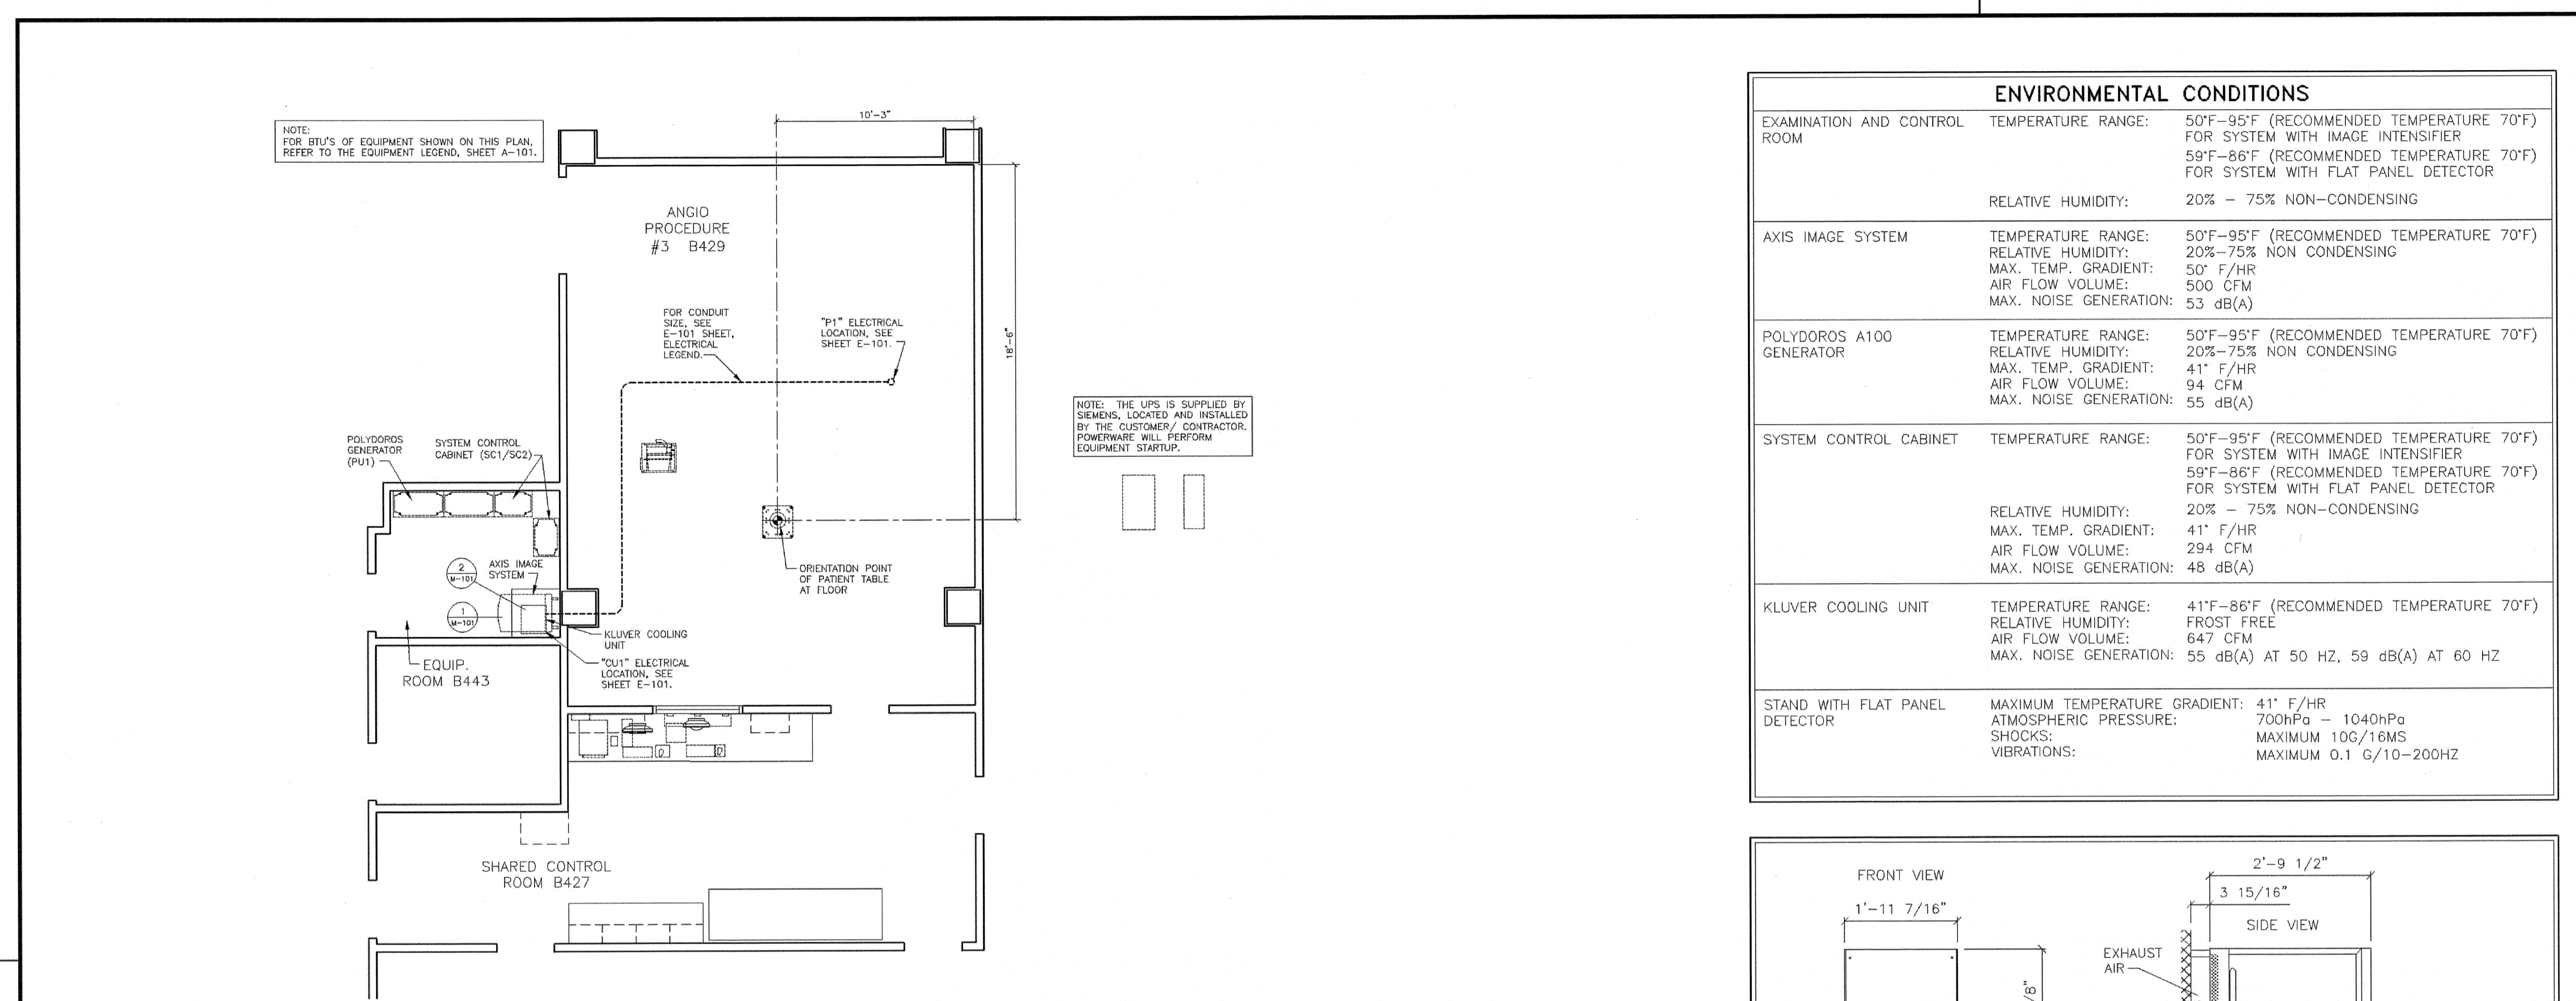 NOTE:
FOR BTU'S OF EQUIPMENT SHOWN ON THIS PLAN,
REFER TO THE EQUIPMENT LEGEND, SHEET A-101.
10'-3"
18'-6"
ANGIO
PROCEDURE
#3 B429
FOR CONDUIT
SIZE, SEE
E-101 SHEET,
ELECTRICAL
LEGEND.
"P1" ELECTRICAL
LOCATION, SEE
SHEET E-101.
NOTE: THE UPS IS SUPPLIED BY
SIEMENS, LOCATED AND INSTALLED
BY THE CUSTOMER/ CONTRACTOR.
POWERWARE WILL PERFORM
EQUIPMENT STARTUP.
POLYDOROS
GENERATOR
(PU1)
SYSTEM CONTROL
CABINET (SC1/SC2)
2
M-101
AXIS IMAGE
SYSTEM
1
M-101
ORIENTATION POINT
OF PATIENT TABLE
AT FLOOR
KLUVER COOLING
UNIT
"CU1" ELECTRICAL
LOCATION, SEE
SHEET E-101.
EQUIP.
ROOM B443
SHARED CONTROL
ROOM B427
ENVIRONMENTAL CONDITIONS
EXAMINATION AND CONTROL TEMPERATURE RANGE: 50°F-95°F (RECOMMENDED TEMPERATURE 70°F)
ROOM FOR SYSTEM WITH IMAGE INTENSIFIER
59°F-86°F (RECOMMENDED TEMPERATURE 70°F)
FOR SYSTEM WITH FLAT PANEL DETECTOR
RELATIVE HUMIDITY: 20% - 75% NON-CONDENSING
AXIS IMAGE SYSTEM TEMPERATURE RANGE: 50°F-95°F (RECOMMENDED TEMPERATURE 70°F)
RELATIVE HUMIDITY: 20%-75% NON CONDENSING
MAX. TEMP. GRADIENT: 50° F/HR
AIR FLOW VOLUME: 500 CFM
MAX. NOISE GENERATION: 53 dB(A)
POLYDOROS A100 TEMPERATURE RANGE: 50°F-95°F (RECOMMENDED TEMPERATURE 70°F)
GENERATOR RELATIVE HUMIDITY: 20%-75% NON CONDENSING
MAX. TEMP. GRADIENT: 41° F/HR
AIR FLOW VOLUME: 94 CFM
MAX. NOISE GENERATION: 55 dB(A)
SYSTEM CONTROL CABINET TEMPERATURE RANGE: 50°F-95°F (RECOMMENDED TEMPERATURE 70°F)
FOR SYSTEM WITH IMAGE INTENSIFIER
59°F-86°F (RECOMMENDED TEMPERATURE 70°F)
FOR SYSTEM WITH FLAT PANEL DETECTOR
RELATIVE HUMIDITY: 20% - 75% NON-CONDENSING
MAX. TEMP. GRADIENT: 41° F/HR
AIR FLOW VOLUME: 294 CFM
MAX. NOISE GENERATION: 48 dB(A)
KLUVER COOLING UNIT TEMPERATURE RANGE: 41°F-86°F (RECOMMENDED TEMPERATURE 70°F)
RELATIVE HUMIDITY: FROST FREE
AIR FLOW VOLUME: 647 CFM
MAX. NOISE GENERATION: 55 dB(A) AT 50 HZ, 59 dB(A) AT 60 HZ
STAND WITH FLAT PANEL MAXIMUM TEMPERATURE GRADIENT: 41° F/HR
DETECTOR ATMOSPHERIC PRESSURE: 700hPa - 1040hPa
SHOCKS: MAXIMUM 10G/16MS
VIBRATIONS: MAXIMUM 0.1 G/10-200HZ
FRONT VIEW
1'-11 7/16"
2'-9 1/2"
3 15/16"
SIDE VIEW
EXHAUST
AIR